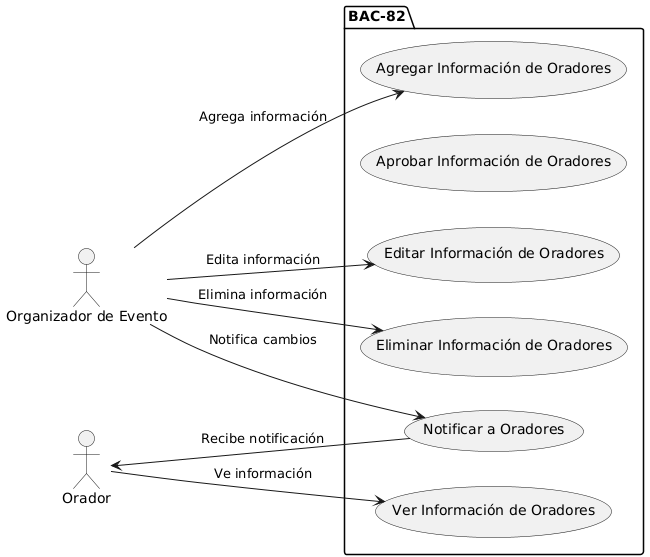 BAC-82
Agregar Información de Oradores
Agrega información
Aprobar Información de Oradores
Editar Información de Oradores
Edita información
Elimina información
Organizador de Evento
Eliminar Información de Oradores
Notifica cambios
Notificar a Oradores
Recibe notificación
Ve información
Orador
Ver Información de Oradores